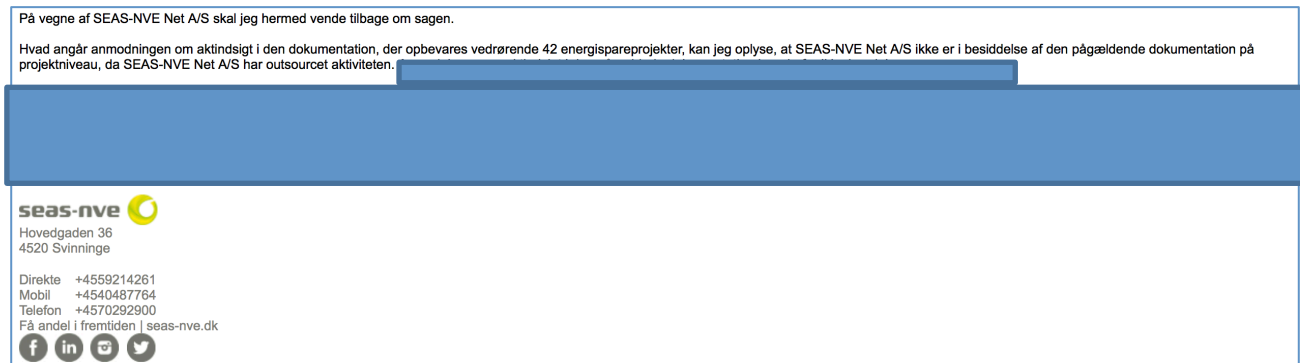 På vegne af SEAS-NVE Net A/S skal jeg hermed vende tilbage om sagen.
Hvad angår anmodningen om aktindsigt i den dokumentation, der opbevares vedrørende 42 energispareprojekter, kan jeg oplyse, at SEAS-NVE Net A/S ikke er i besiddelse af den pågældende dokumentation på
projektniveau, da SEAS-NVE Net A/S har outsourcet aktiviteten.
seas-nve
Hovedgaden 36
4520 Svinninge
Direkte +4559214261
Mobil +4540487764
Telefon +4570292900
Få andel i fremtiden | seas-nve.dk